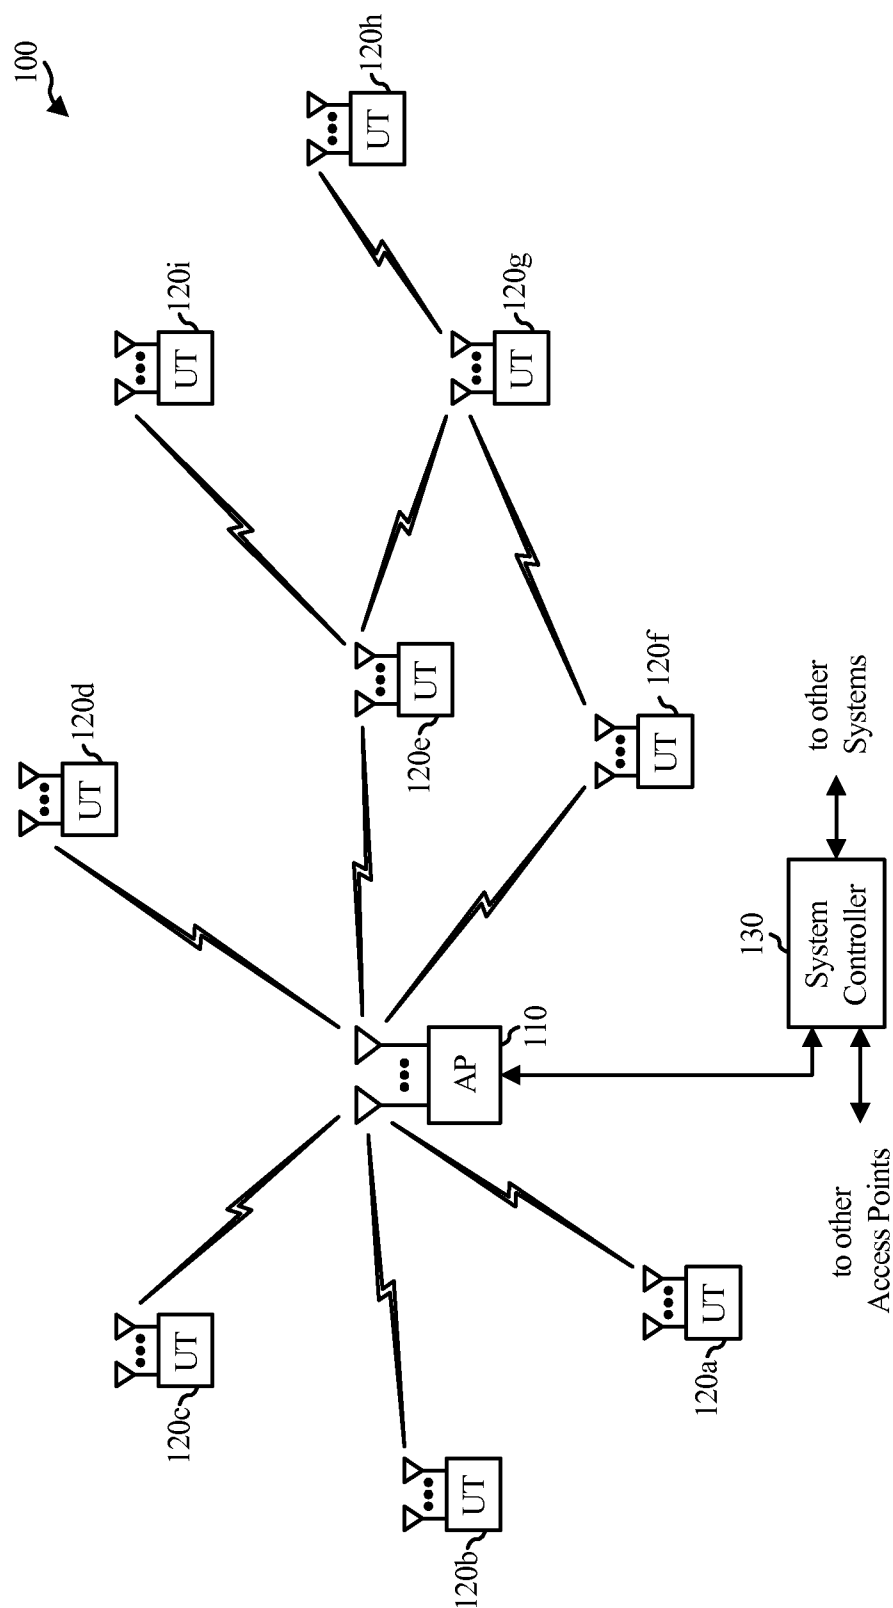 100
120d
UT
120c
UT
120i
UT
120h
UT
120e
UT
AP
110
120b
UT
120g
UT
120f
UT
120a
UT
130
System
Controller
to other
Systems
to other
Access Points